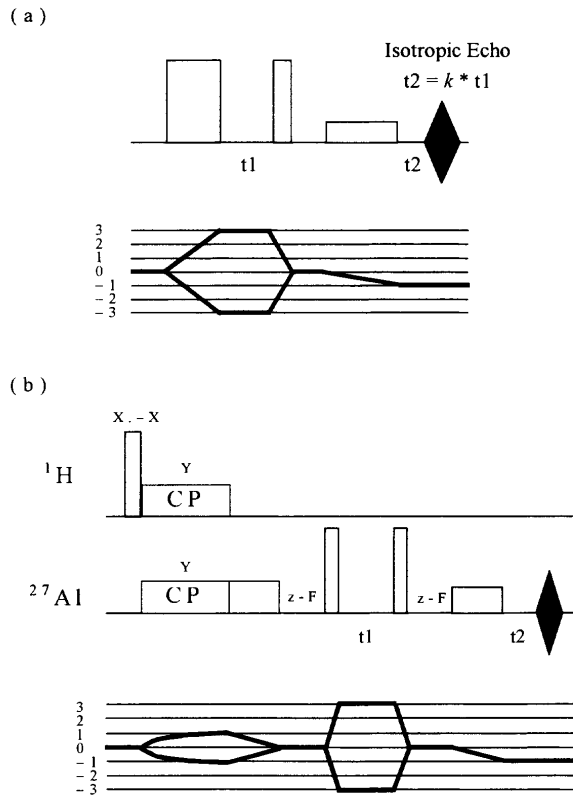 ( a )
Isotropic Echo
t2 = k * t1
t1
t2
3
2
1
0
- 1
- 2
- 3
( b )
X . – X
Y
¹H
CP
Y
²⁷Al
CP
z - F
z - F
t1
t2
3
2
1
0
- 1
- 2
- 3